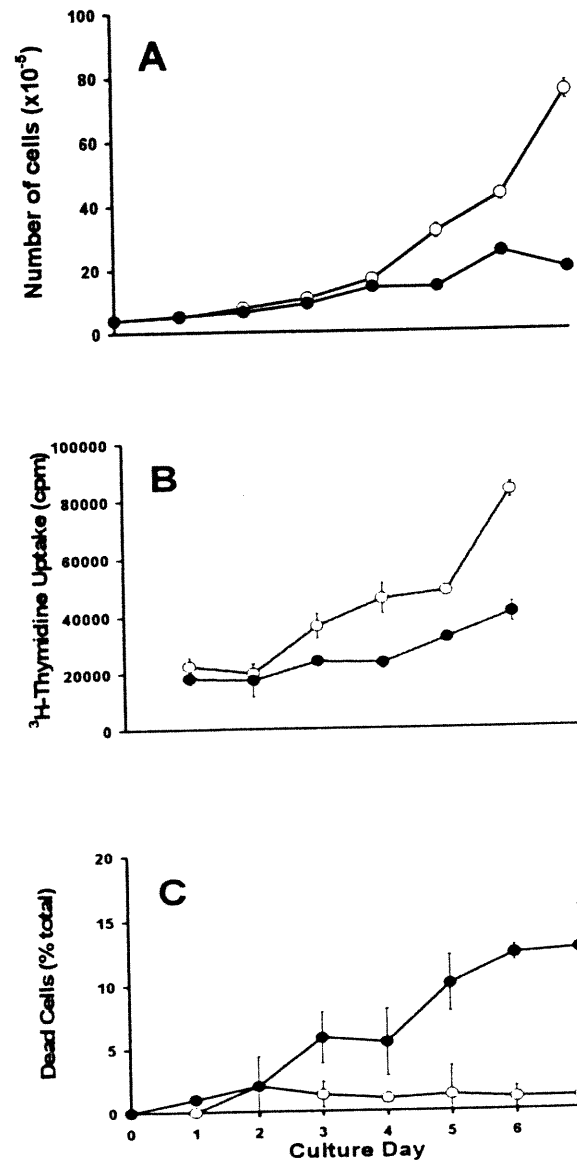 A
Number of cells (x10⁻⁵)
100
80
60
40
20
0
B
³H-Thymidine Uptake (cpm)
100000
80000
60000
40000
20000
0
C
Dead Cells (% total)
20
15
10
5
0
0 1 2 3 4 5 6 7
Culture Day